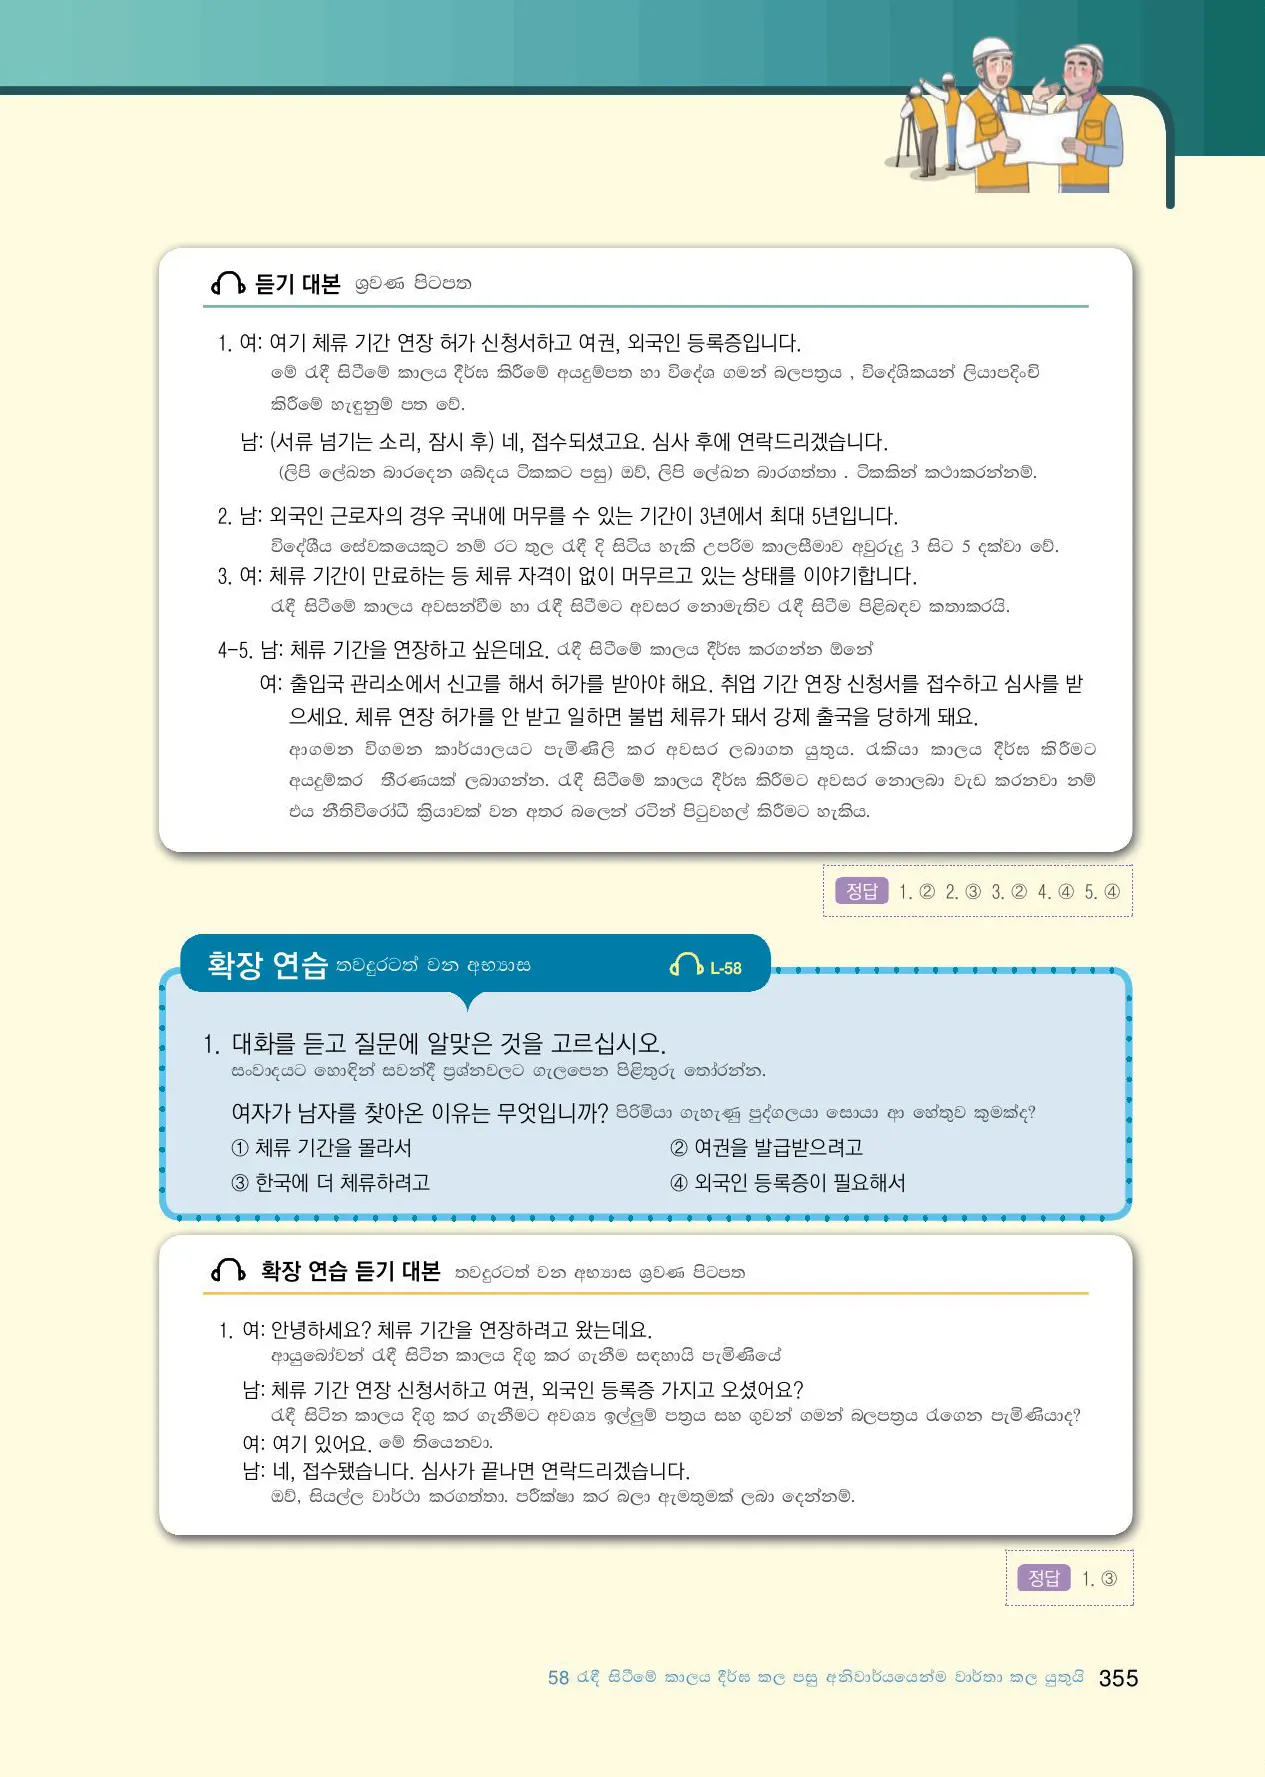 듣기 대본 ශ්‍රවණ පිටපත
1. 여: 여기 체류 기간 연장 허가 신청서하고 여권, 외국인 등록증입니다.
මේ රැඳී සිටීමේ කාලය දීර්ඝ කිරීමේ අයදුම්පත හා විදේශ ගමන් බලපත්‍රය , විදේශිකයන් ලියාපදිංචි
කිරීමේ හැඳුනුම් පත වේ.
남: (서류 넘기는 소리, 잠시 후) 네, 접수되셨고요. 심사 후에 연락드리겠습니다.
(ලිපි ලේඛන බාරදෙන ශබ්දය ටිකකට පසු) ඔව්, ලිපි ලේඛන බාරගත්තා . ටිකකින් කථාකරන්නම්.
2. 남: 외국인 근로자의 경우 국내에 머무를 수 있는 기간이 3년에서 최대 5년입니다.
විදේශීය සේවකයෙකුට නම් රට තුල රැඳී දි සිටිය හැකි උපරිම කාලසීමාව අවුරුදු 3 සිට 5 දක්වා වේ.
3. 여: 체류 기간이 만료하는 등 체류 자격이 없이 머무르고 있는 상태를 이야기합니다.
රැඳී සිටීමේ කාලය අවසන්වීම හා රැඳී සිටීමට අවසර නොමැතිව රැඳී සිටීම පිළිබඳව කතාකරයි.
4-5. 남: 체류 기간을 연장하고 싶은데요. රැඳී සිටීමේ කාලය දීර්ඝ කරගන්න ඕනේ
여: 출입국 관리소에서 신고를 해서 허가를 받아야 해요. 취업 기간 연장 신청서를 접수하고 심사를 받
으세요. 체류 연장 허가를 안 받고 일하면 불법 체류가 돼서 강제 출국을 당하게 돼요.
ආගමන විගමන කාර්යාලයට පැමිණිලි කර අවසර ලබාගත යුතුය. රැකියා කාලය දීර්ඝ කිරීමට
අයදුම්කර තීරණයක් ලබාගන්න. රැඳී සිටීමේ කාලය දීර්ඝ කිරීමට අවසර නොලබා වැඩ කරනවා නම්
එය නීතිවිරෝධී ක්‍රියාවක් වන අතර බලෙන් රටින් පිටුවහල් කිරීමට හැකිය.
정답 1. ② 2. ③ 3. ② 4. ④ 5. ④
확장 연습 තවදුරටත් වන අභ්‍යාස L-58
1. 대화를 듣고 질문에 알맞은 것을 고르십시오.
සංවාදයට හොඳින් සවන්දී ප්‍රශ්නවලට ගැලපෙන පිළිතුරු තෝරන්න.
여자가 남자를 찾아온 이유는 무엇입니까? පිරිමියා ගැහැණු පුද්ගලයා සොයා ආ හේතුව කුමක්ද?
① 체류 기간을 몰라서 ② 여권을 발급받으려고
③ 한국에 더 체류하려고 ④ 외국인 등록증이 필요해서
확장 연습 듣기 대본 තවදුරටත් වන අභ්‍යාස ශ්‍රවණ පිටපත
1. 여: 안녕하세요? 체류 기간을 연장하려고 왔는데요.
ආයුබෝවන් රැඳී සිටින කාලය දිගු කර ගැනීම සඳහායි පැමිණියේ
남: 체류 기간 연장 신청서하고 여권, 외국인 등록증 가지고 오셨어요?
රැඳී සිටින කාලය දිගු කර ගැනීමට අවශ්‍ය ඉල්ලුම් පත්‍රය සහ ගුවන් ගමන් බලපත්‍රය රැගෙන පැමිණියාද?
여: 여기 있어요. මේ තියෙනවා.
남: 네, 접수됐습니다. 심사가 끝나면 연락드리겠습니다.
ඔව්, සියල්ල වාර්ථා කරගත්තා. පරීක්ෂා කර බලා ඇමතුමක් ලබා දෙන්නම්.
정답 1. ③
58 රැඳී සිටීමේ කාලය දීර්ඝ කල පසු අනිවාර්යයෙන්ම වාර්තා කල යුතුයි 355